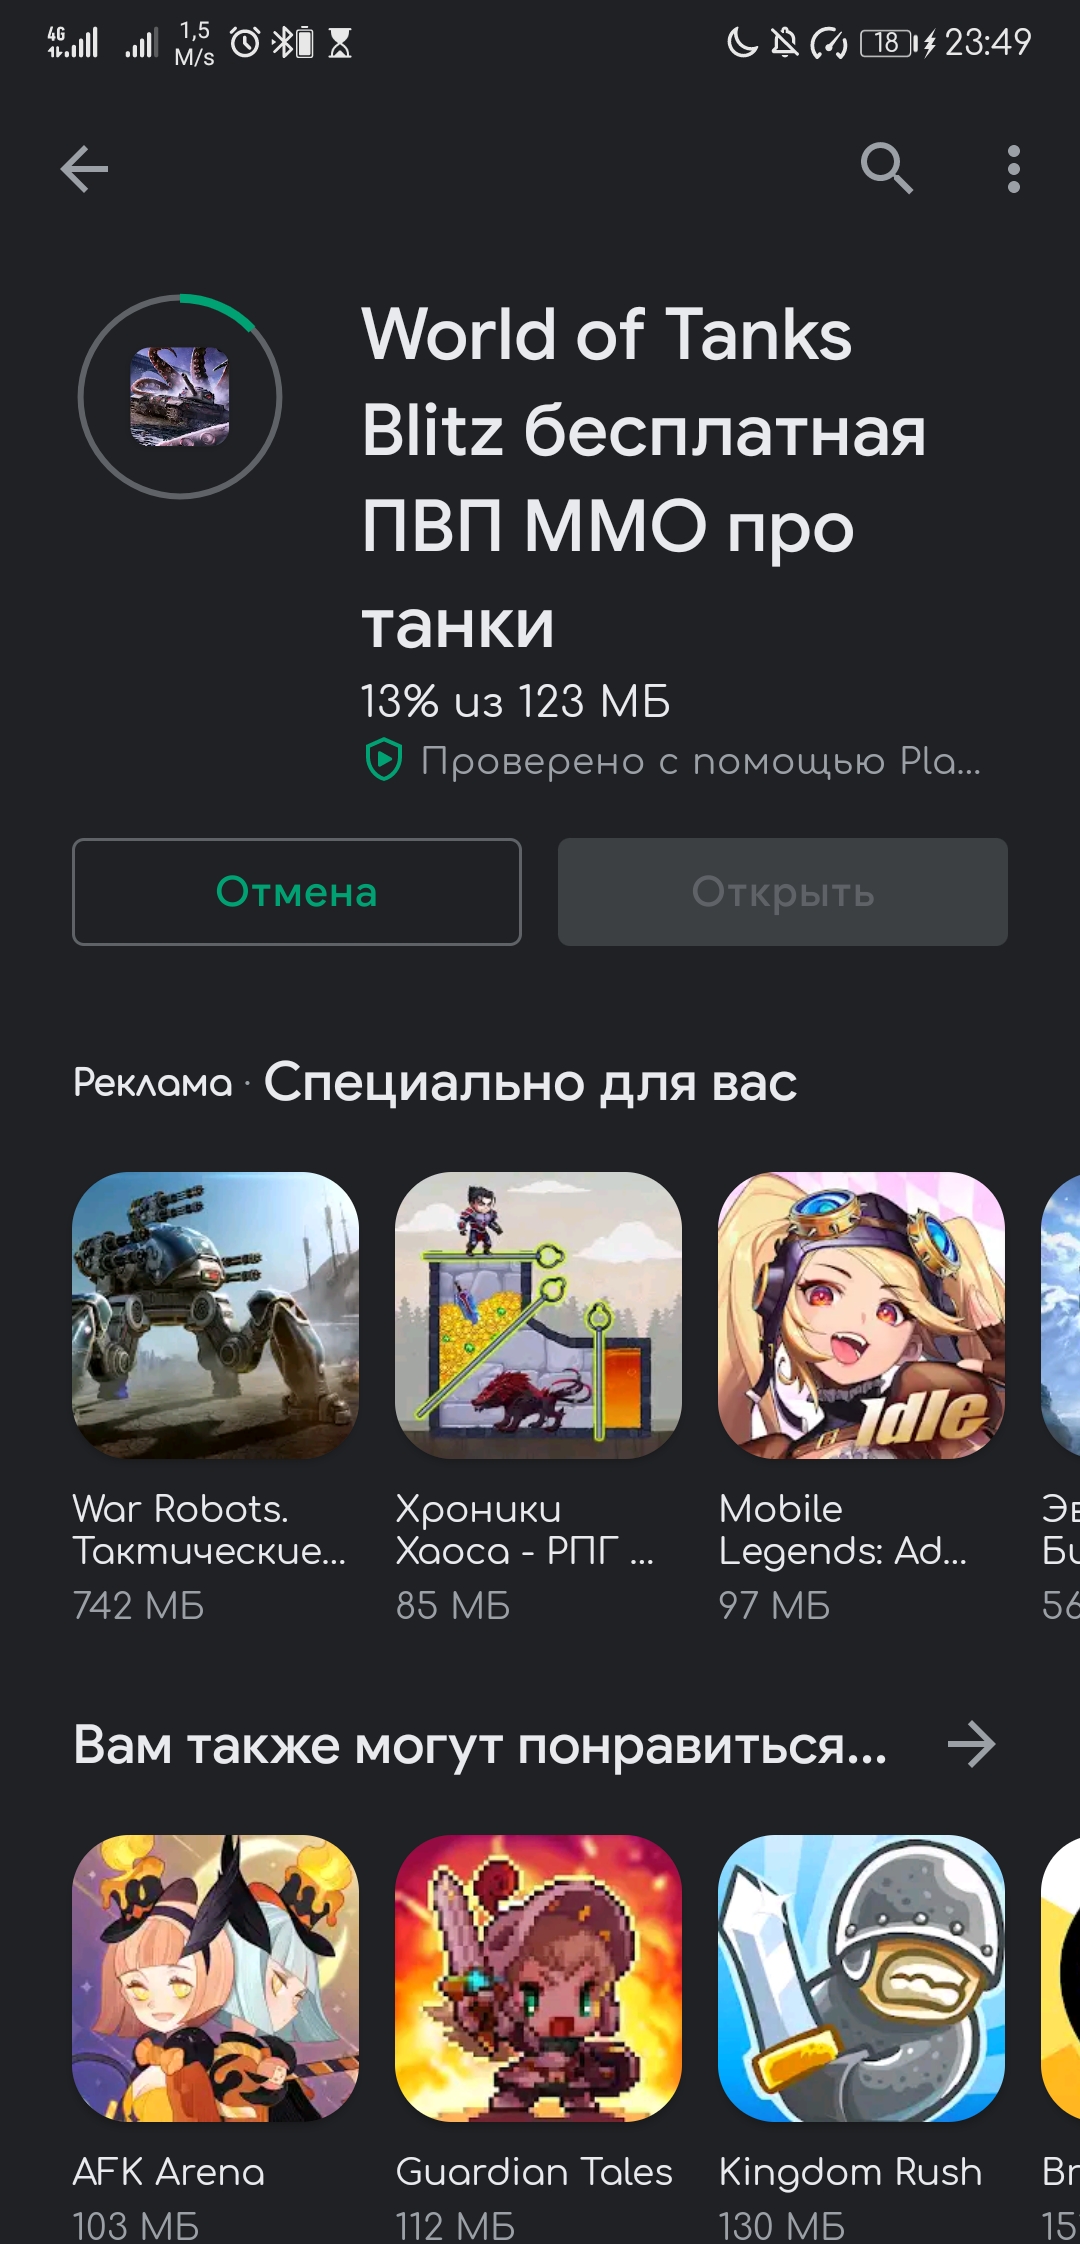 4G 1,5 M/s 18 23:49
World of Tanks
Blitz бесплатная
ПВП ММО про
танки
13% из 123 МБ
Проверено с помощью Pla...
Отмена Открыть
Реклама · Специально для вас
Idle
War Robots.
Тактические...
742 МБ
Хроники
Хаоса - РПГ ...
85 МБ
Mobile
Legends: Ad...
97 МБ
Эв
Би
56
Вам также могут понравиться...
AFK Arena
103 МБ
Guardian Tales
112 МБ
Kingdom Rush
130 МБ
Br